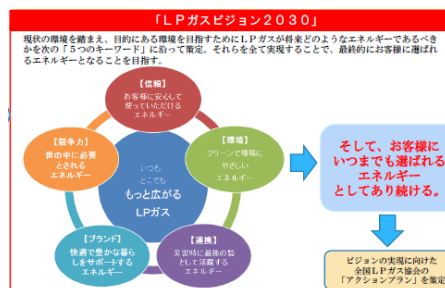 「ＬＰガスビジョン２０３０」
現状の環境を踏まえ、目的にある環境を目指すためにＬＰガスが将来どのようなエネルギーであるべき
かを次の「５つのキーワード」に沿って策定。それらを全て実現することで、最終的にお客様に選ばれ
るエネルギーとなることを目指す。
【信頼】
お客様に安心して
使っていただける
エネルギー
【競争力】
世の中に必要
とされる
エネルギー
【環境】
クリーンで環境に
やさしい
エネルギー
いつも、
どこでも
もっと広がる
ＬＰガス
【ブランド】
快適で豊かな暮ら
しをサポートする
エネルギー
【連携】
災害時に最後の砦
として活躍する
エネルギー
そして、お客様に
いつまでも選ばれる
エネルギー
としてあり続ける。
ビジョンの実現に向けた
全国ＬＰガス協会の
「アクションプラン」を策定